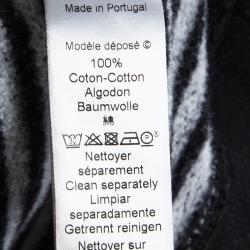 Made in Portugal
Modèle déposé ©
100%
Coton-Cotton
Algodon
Baumwolle
Nettoyer
séparement
Clean separately
Limpiar
separadamente
Getrennt reinigen
Nettoyer sur